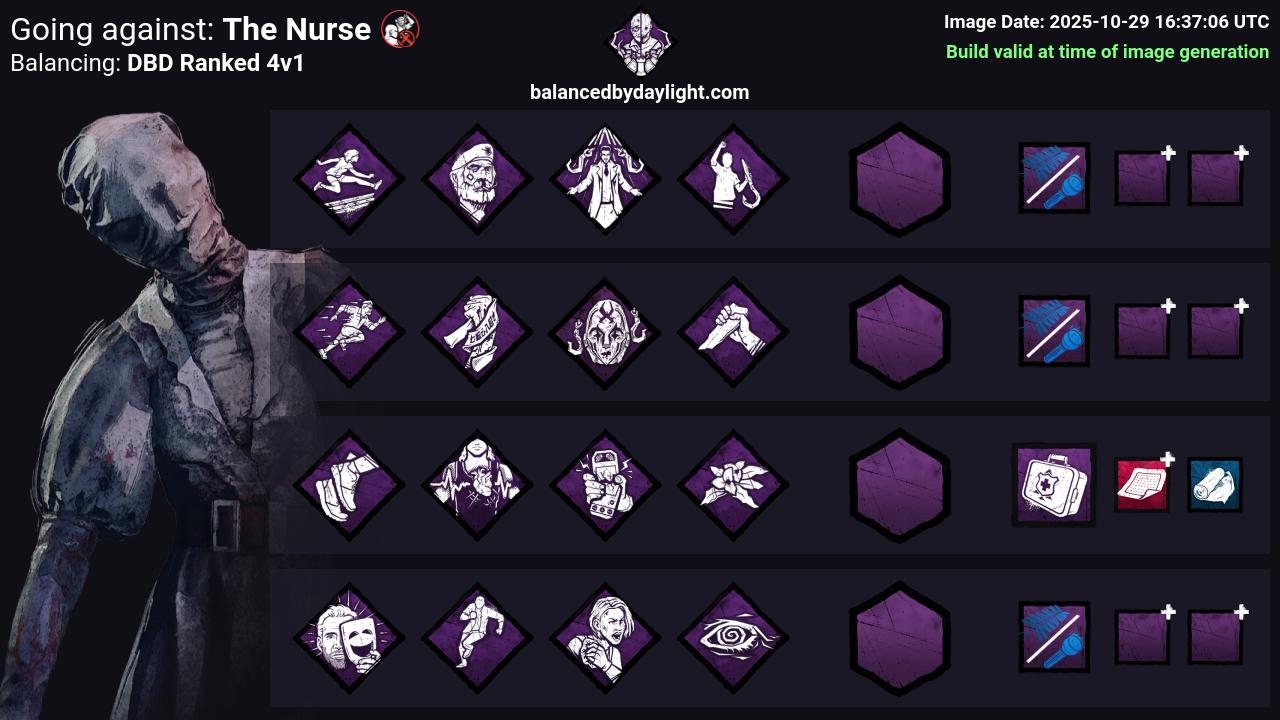 Going against: The Nurse
Balancing: DBD Ranked 4v1
balancedbydaylight.com
Image Date: 2025-10-29 16:37:06 UTC
Build valid at time of image generation